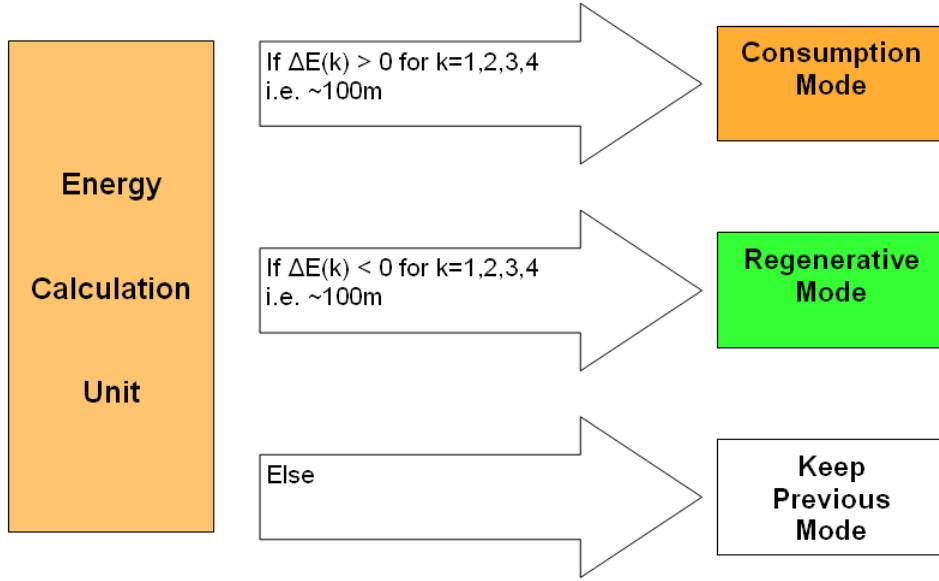 Energy
Calculation
Unit
If ΔE(k) > 0 for k=1,2,3,4
i.e. ~100m
Consumption
Mode
If ΔE(k) < 0 for k=1,2,3,4
i.e. ~100m
Regenerative
Mode
Else
Keep
Previous
Mode